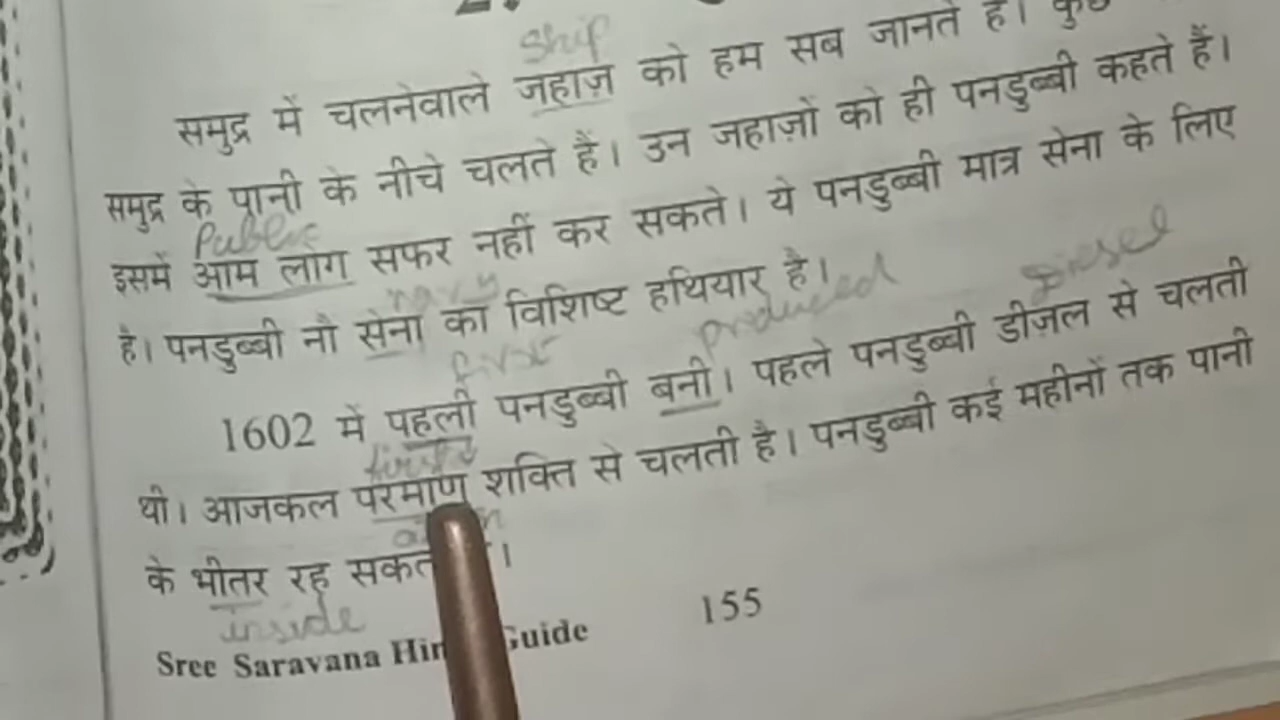 ship
समुद्र में चलनेवाले जहाज़ को हम सब जानते हैं। कुछ
समुद्र के पानी के नीचे चलते हैं। उन जहाज़ों को ही पनडुब्बी कहते हैं।
Public
इसमें आम लोग सफर नहीं कर सकते। ये पनडुब्बी मात्र सेना के लिए
navy
है। पनडुब्बी नौ सेना का विशिष्ट हथियार है।
first produced Diesel
1602 में पहली पनडुब्बी बनी। पहले पनडुब्बी डीज़ल से चलती
थी। आजकल परमाणु शक्ति से चलती है। पनडुब्बी कई महीनों तक पानी
के भीतर रह सकते
inside
Sree Saravana Guide
155